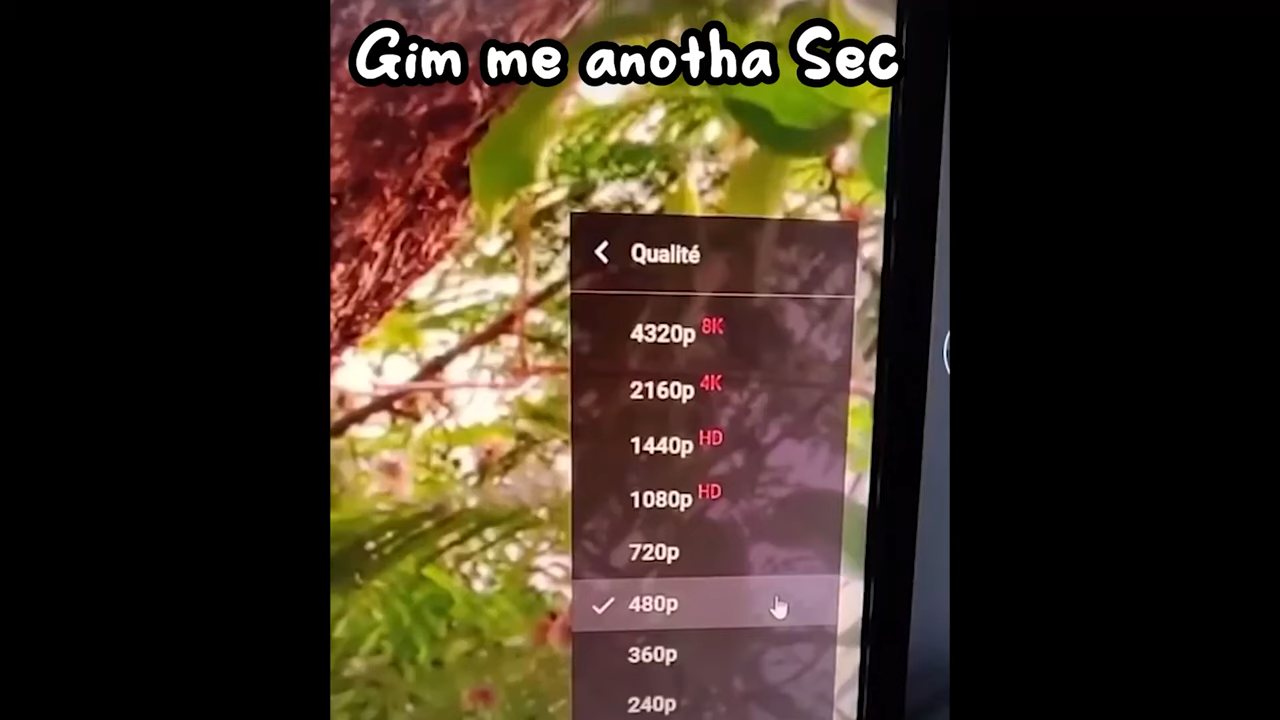 Gim me anotha Sec
Qualité
4320p 8K
2160p 4K
1440p HD
1080p HD
720p
480p
360p
240p